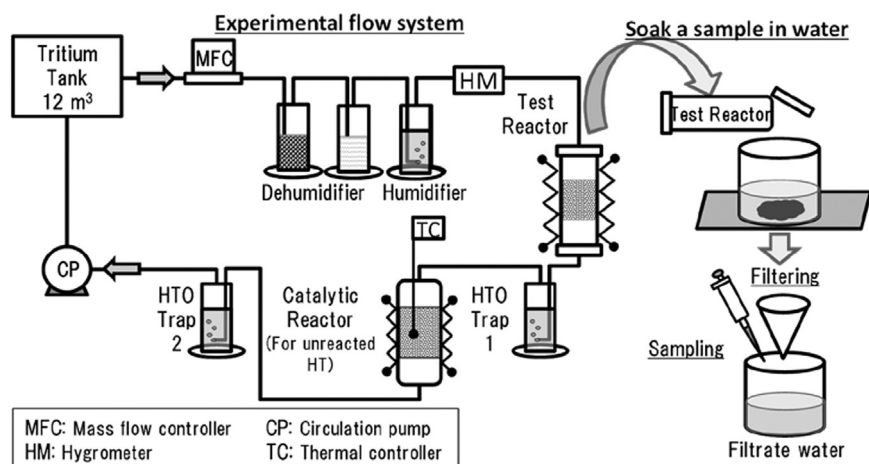 Experimental flow system
Soak a sample in water
Tritium
Tank
12 m³
MFC
HM
Test
Reactor
Test Reactor
Dehumidifier
Humidifier
TC
CP
HTO
Trap
2
Catalytic
Reactor
(For unreacted
HT)
HTO
Trap
1
Filtering
Sampling
Filtrate water
MFC: Mass flow controller
CP: Circulation pump
HM: Hygrometer
TC: Thermal controller